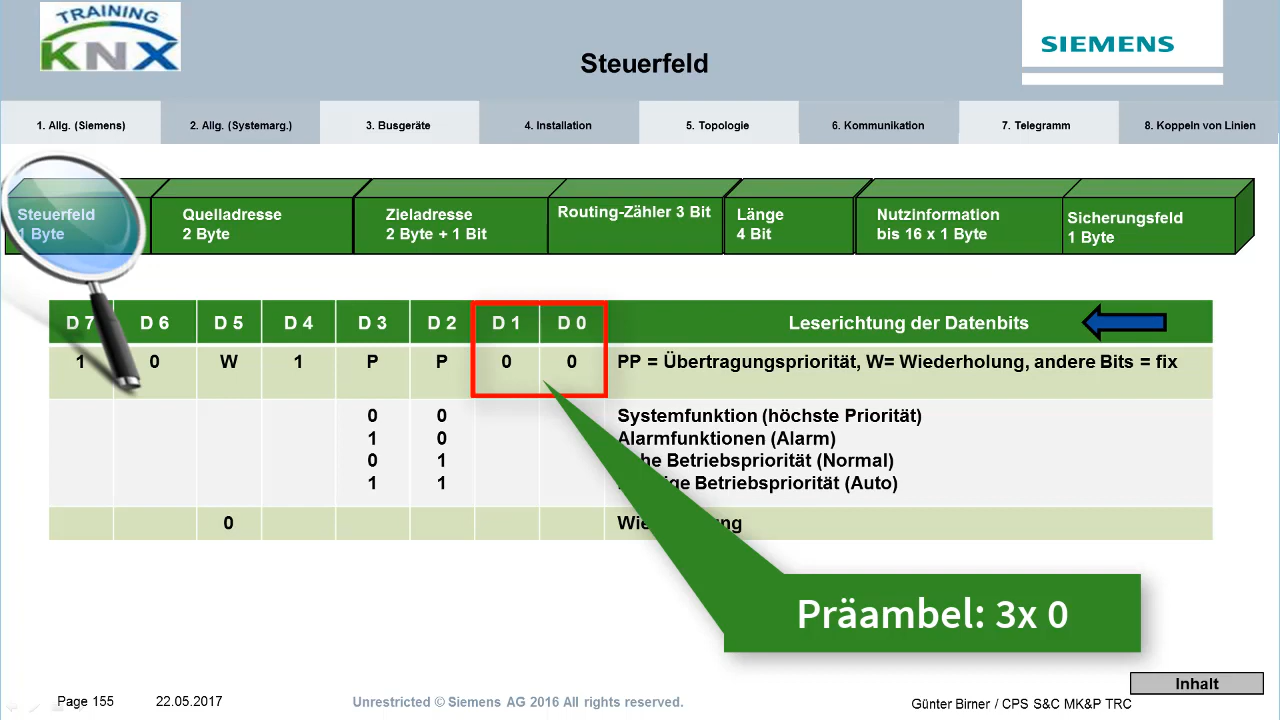 TRAINING
KNX
Steuerfeld
SIEMENS
1. Allg. (Siemens)
2. Allg. (Systemarg.)
3. Busgeräte
4. Installation
5. Topologie
6. Kommunikation
7. Telegramm
8. Koppeln von Linien
Steuerfeld
1 Byte
Quelladresse
2 Byte
Zieladresse
2 Byte + 1 Bit
Routing-Zähler 3 Bit
Länge
4 Bit
Nutzinformation
bis 16 x 1 Byte
Sicherungsfeld
1 Byte
D 7 D 6 D 5 D 4 D 3 D 2 D 1 D 0 Leserichtung der Datenbits
1 0 W 1 P P 0 0 PP = Übertragungspriorität, W= Wiederholung, andere Bits = fix
0 0 Systemfunktion (höchste Priorität)
1 0 Alarmfunktionen (Alarm)
0 1 Betriebspriorität (Normal)
1 1 Betriebspriorität (Auto)
0
Präambel: 3x 0
Inhalt
Page 155
22.05.2017
Unrestricted © Siemens AG 2016 All rights reserved.
Günter Birner / CPS S&C MK&P TRC